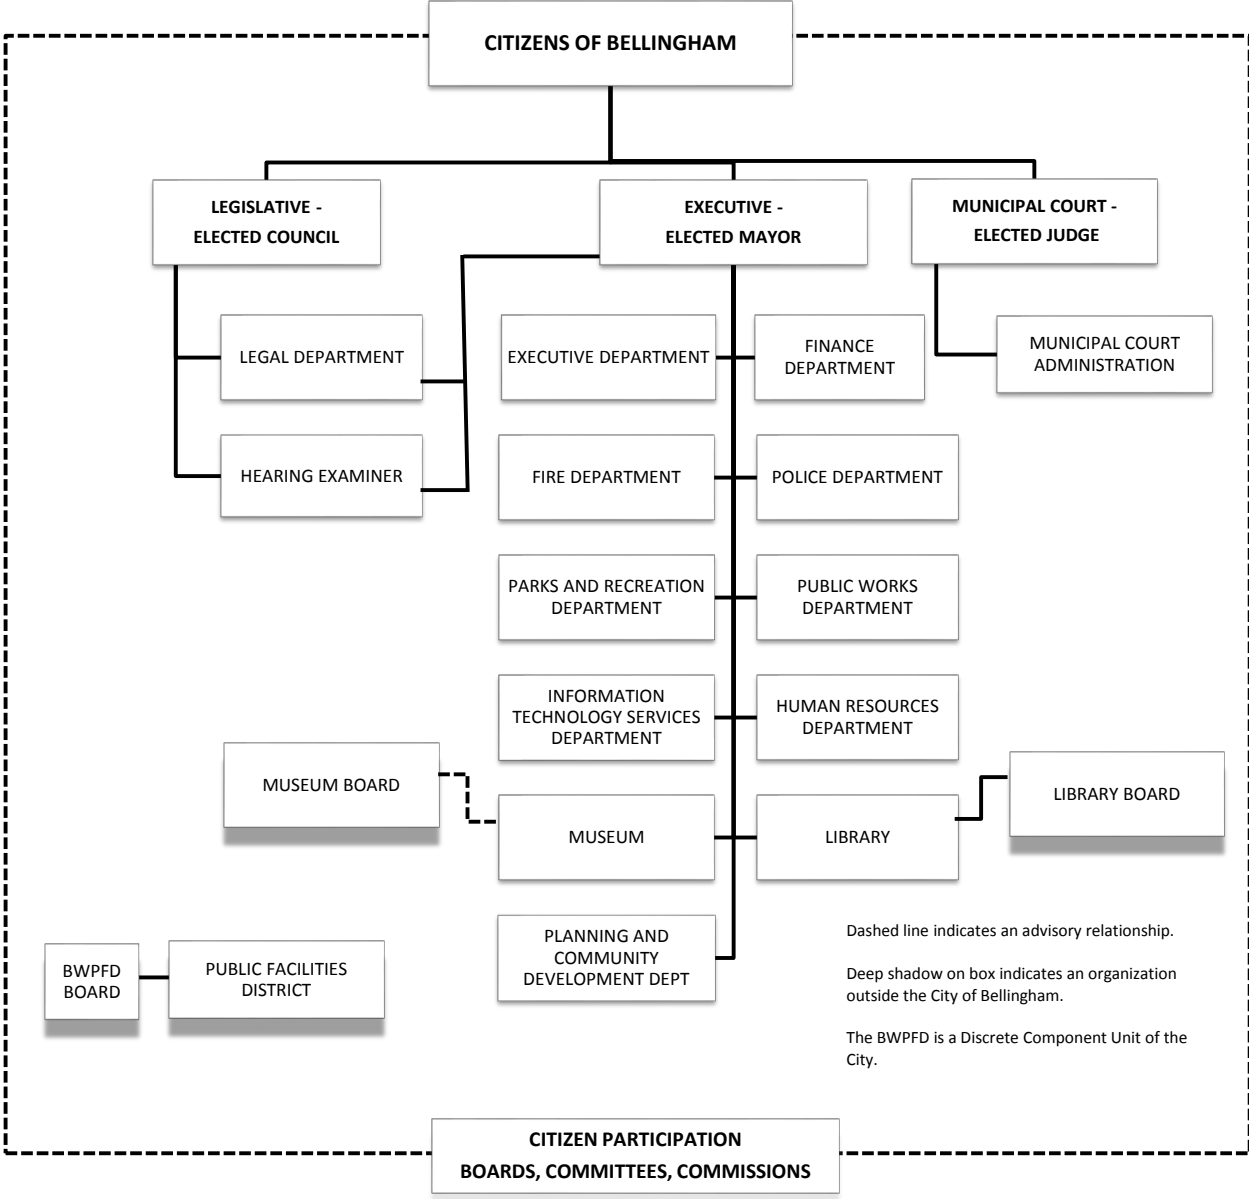 CITIZENS OF BELLINGHAM
LEGISLATIVE -
ELECTED COUNCIL
EXECUTIVE -
ELECTED MAYOR
MUNICIPAL COURT -
ELECTED JUDGE
LEGAL DEPARTMENT
EXECUTIVE DEPARTMENT
FINANCE
DEPARTMENT
MUNICIPAL COURT
ADMINISTRATION
HEARING EXAMINER
FIRE DEPARTMENT
POLICE DEPARTMENT
PARKS AND RECREATION
DEPARTMENT
PUBLIC WORKS
DEPARTMENT
INFORMATION
TECHNOLOGY SERVICES
DEPARTMENT
HUMAN RESOURCES
DEPARTMENT
MUSEUM BOARD
MUSEUM
LIBRARY
LIBRARY BOARD
PLANNING AND
COMMUNITY
DEVELOPMENT DEPT
BWPFD
BOARD
PUBLIC FACILITIES
DISTRICT
Dashed line indicates an advisory relationship.
Deep shadow on box indicates an organization
outside the City of Bellingham.
The BWPFD is a Discrete Component Unit of the
City.
CITIZEN PARTICIPATION
BOARDS, COMMITTEES, COMMISSIONS